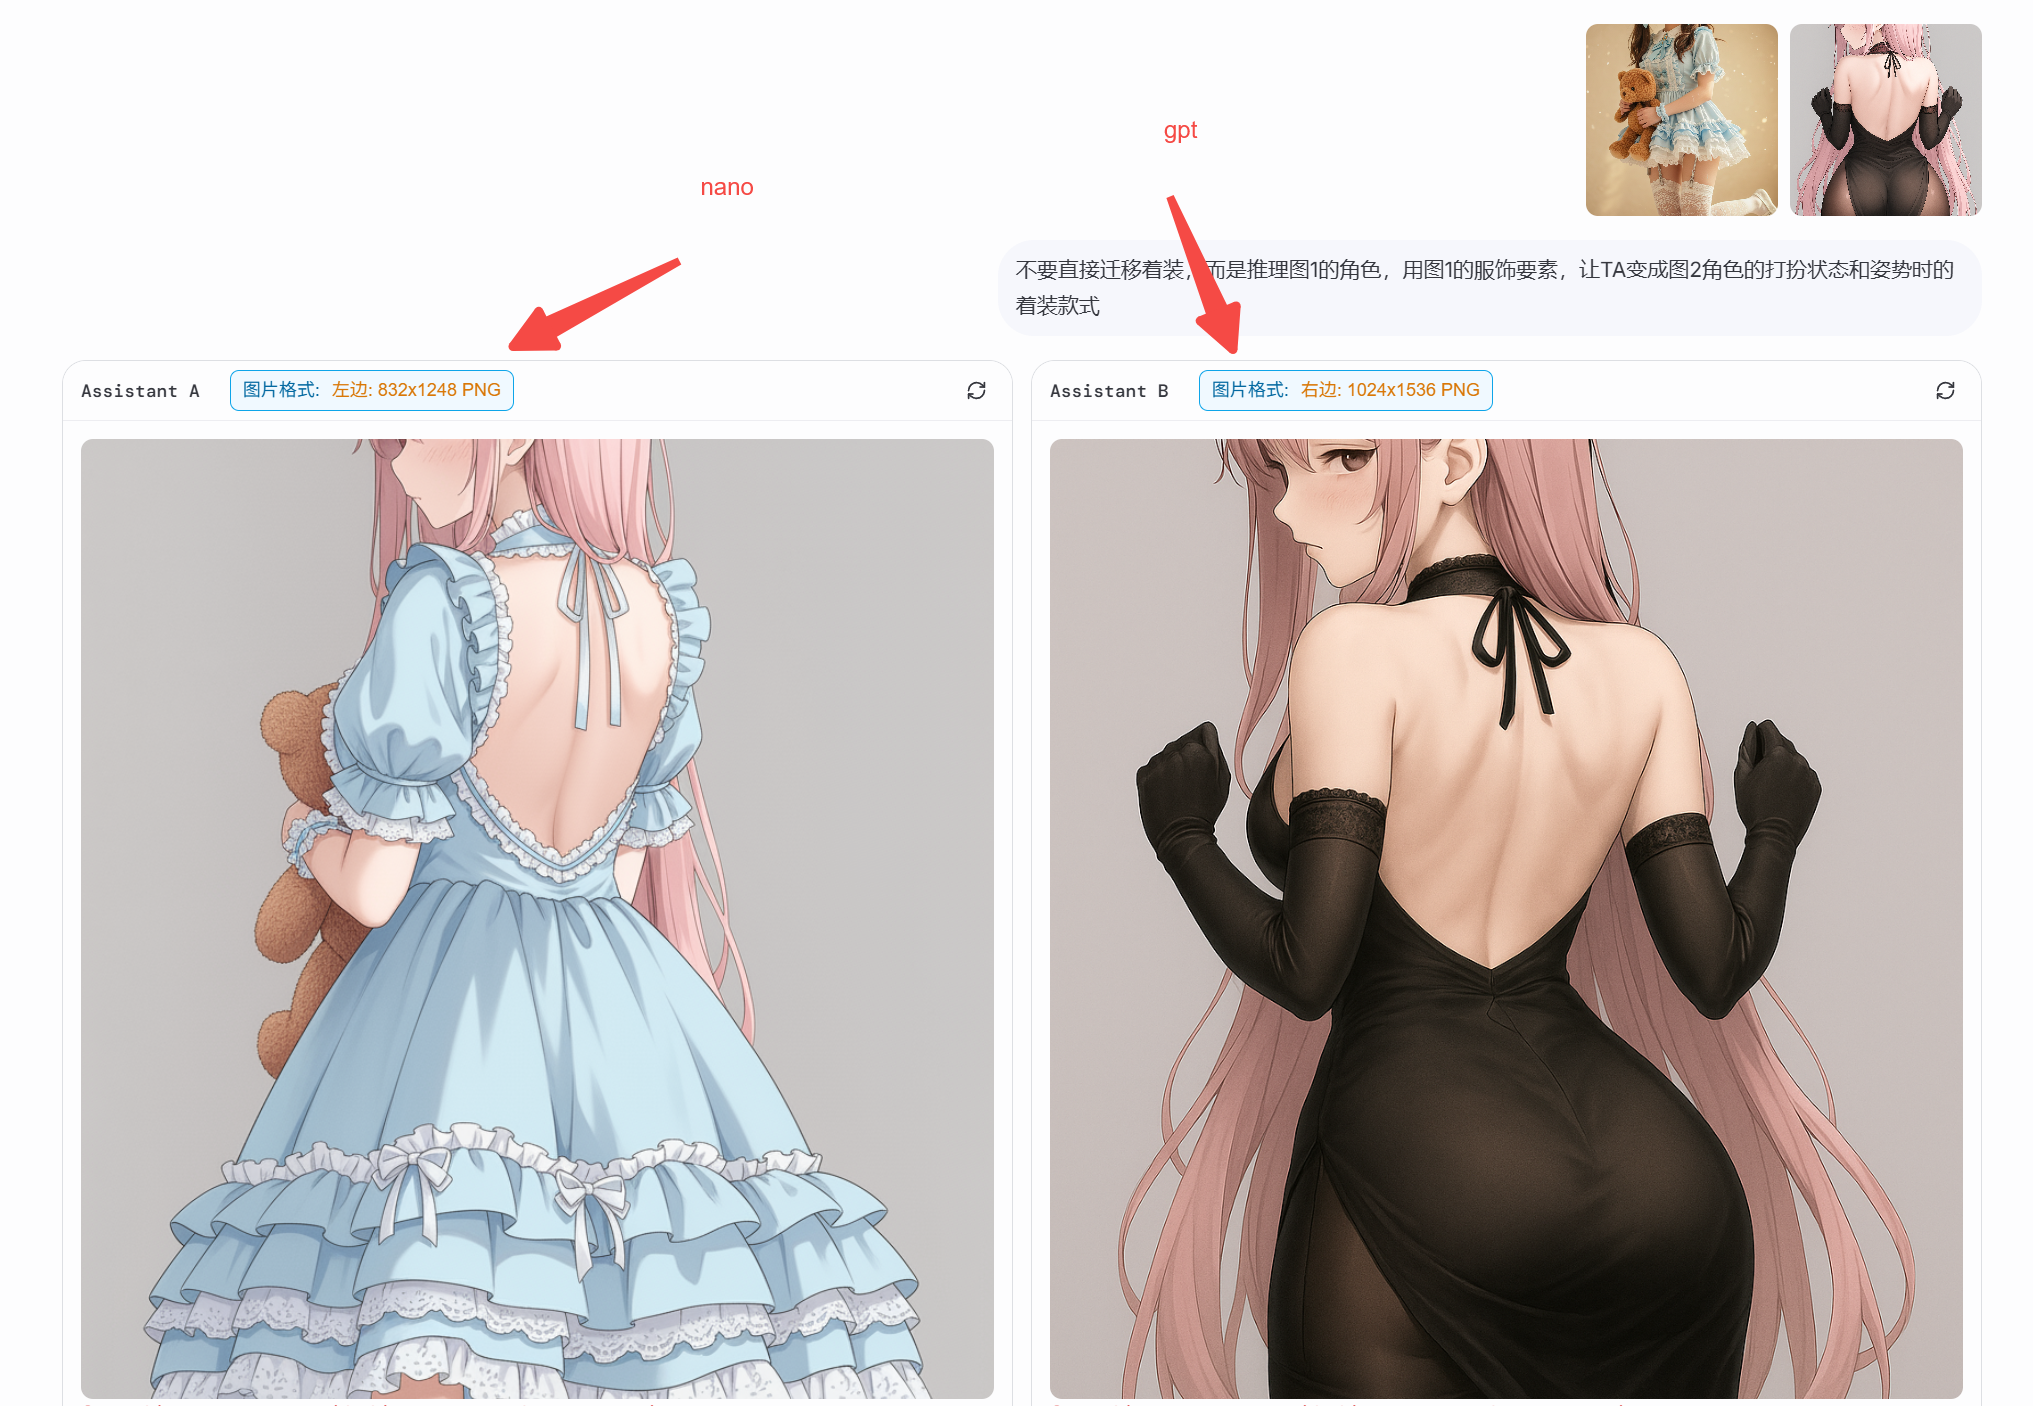 gpt
nano
不要直接迁移着装，而是推理图1的角色，用图1的服饰要素，让TA变成图2角色的打扮状态和姿势时的
着装款式
Assistant A
图片格式: 左边: 832x1248 PNG
Assistant B
图片格式: 右边: 1024x1536 PNG